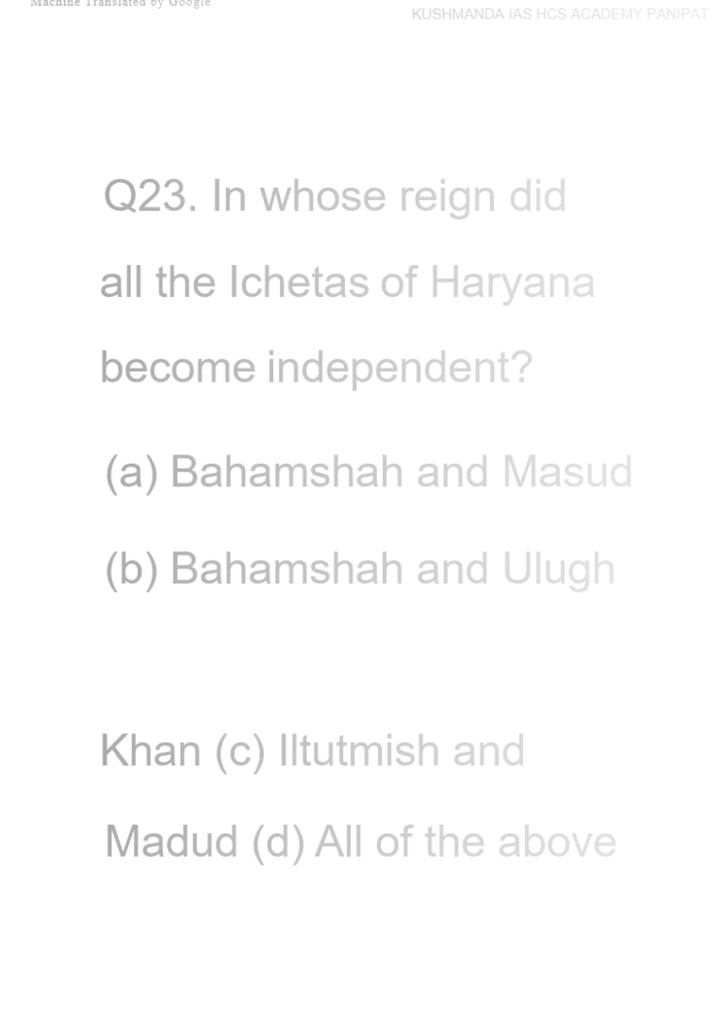 Machine Translated by Google
KUSHMANDA IAS HCS ACADEMY PANIPAT
Q23. In whose reign did
all the Ichetas of Haryana
become independent?
(a) Bahamshah and Masud
(b) Bahamshah and Ulugh
Khan (c) Iltutmish and
Madud (d) All of the above